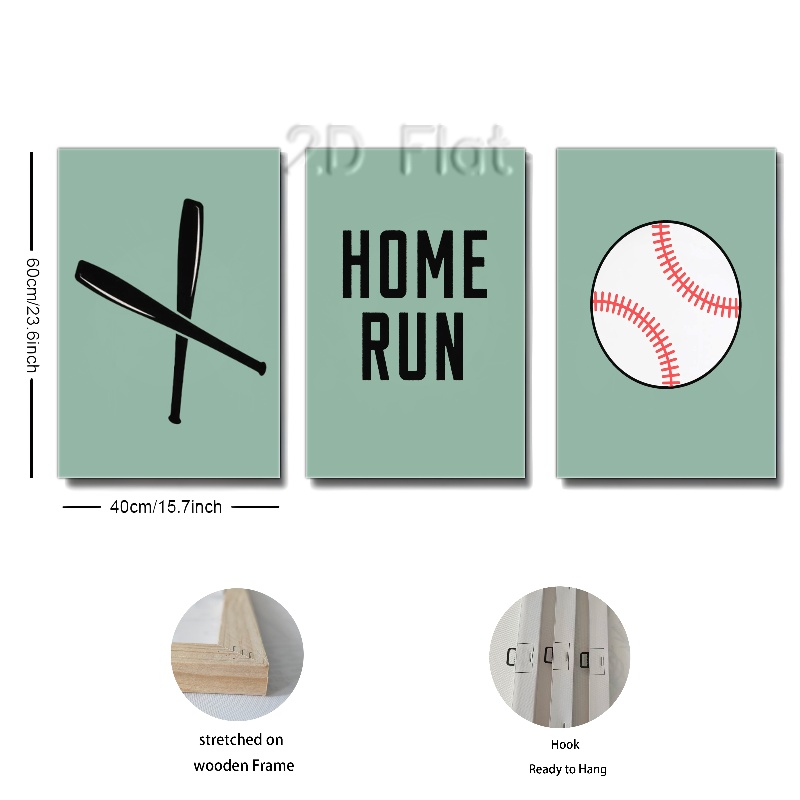 2D Flat
HOME
RUN
60cm/23.6inch
40cm/15.7inch
stretched on
wooden Frame
Hook
Ready to Hang